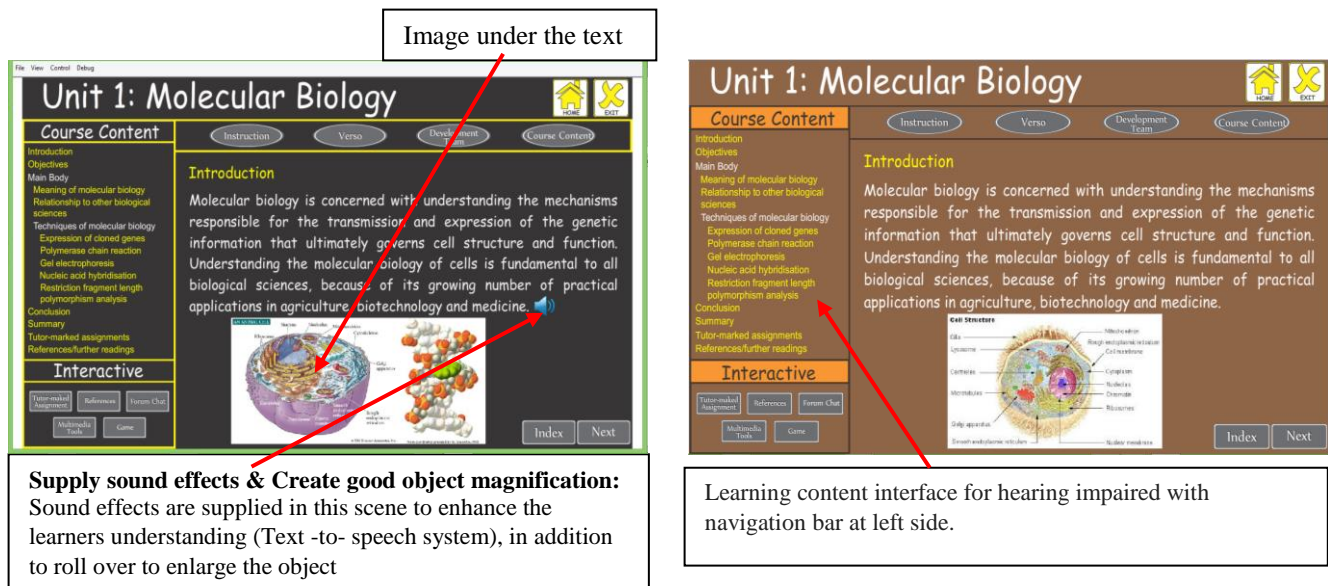 Image under the text
File View Control Debug
Unit 1: Molecular Biology
HOME
EXIT
Course Content
Instruction
Verso
Development
Team
Course Content
Introduction
Objectives
Main Body
Meaning of molecular biology
Relationship to other biological
sciences
Techniques of molecular biology
Expression of cloned genes
Polymerase chain reaction
Gel electrophoresis
Nucleic acid hybridisation
Restriction fragment length
polymorphism analysis
Conclusion
Summary
Tutor-marked assignments
References/further readings
Introduction
Molecular biology is concerned with understanding the mechanisms
responsible for the transmission and expression of the genetic
information that ultimately governs cell structure and function.
Understanding the molecular biology of cells is fundamental to all
biological sciences, because of its growing number of practical
applications in agriculture, biotechnology and medicine.
Interactive
Tutor-maked
Assignment
References
Forum Chat
Multimedia
Tools
Game
Index
Next
Supply sound effects & Create good object magnification:
Sound effects are supplied in this scene to enhance the
learners understanding (Text -to- speech system), in addition
to roll over to enlarge the object
Unit 1: Molecular Biology
HOME
EXIT
Course Content
Instruction
Verso
Development
Team
Course Content
Introduction
Objectives
Main Body
Meaning of molecular biology
Relationship to other biological
sciences
Techniques of molecular biology
Expression of cloned genes
Polymerase chain reaction
Gel electrophoresis
Nucleic acid hybridisation
Restriction fragment length
polymorphism analysis
Conclusion
Summary
Tutor-marked assignments
References/further readings
Introduction
Molecular biology is concerned with understanding the mechanisms
responsible for the transmission and expression of the genetic
information that ultimately governs cell structure and function.
Understanding the molecular biology of cells is fundamental to all
biological sciences, because of its growing number of practical
applications in agriculture, biotechnology and medicine.
Cell Structure
Cilia
Lysosome
Centrioles
Microtubules
Golgi apparatus
Smooth endoplasmic reticulum
Mitochondrion
Rough endoplasmic reticulum
Cell membrane
Cytoplasm
Nucleolus
Chromatin
Ribosomes
Nuclear membrane
Interactive
Tutor-maked
Assignment
References
Forum Chat
Multimedia
Tools
Game
Index
Next
Learning content interface for hearing impaired with
navigation bar at left side.